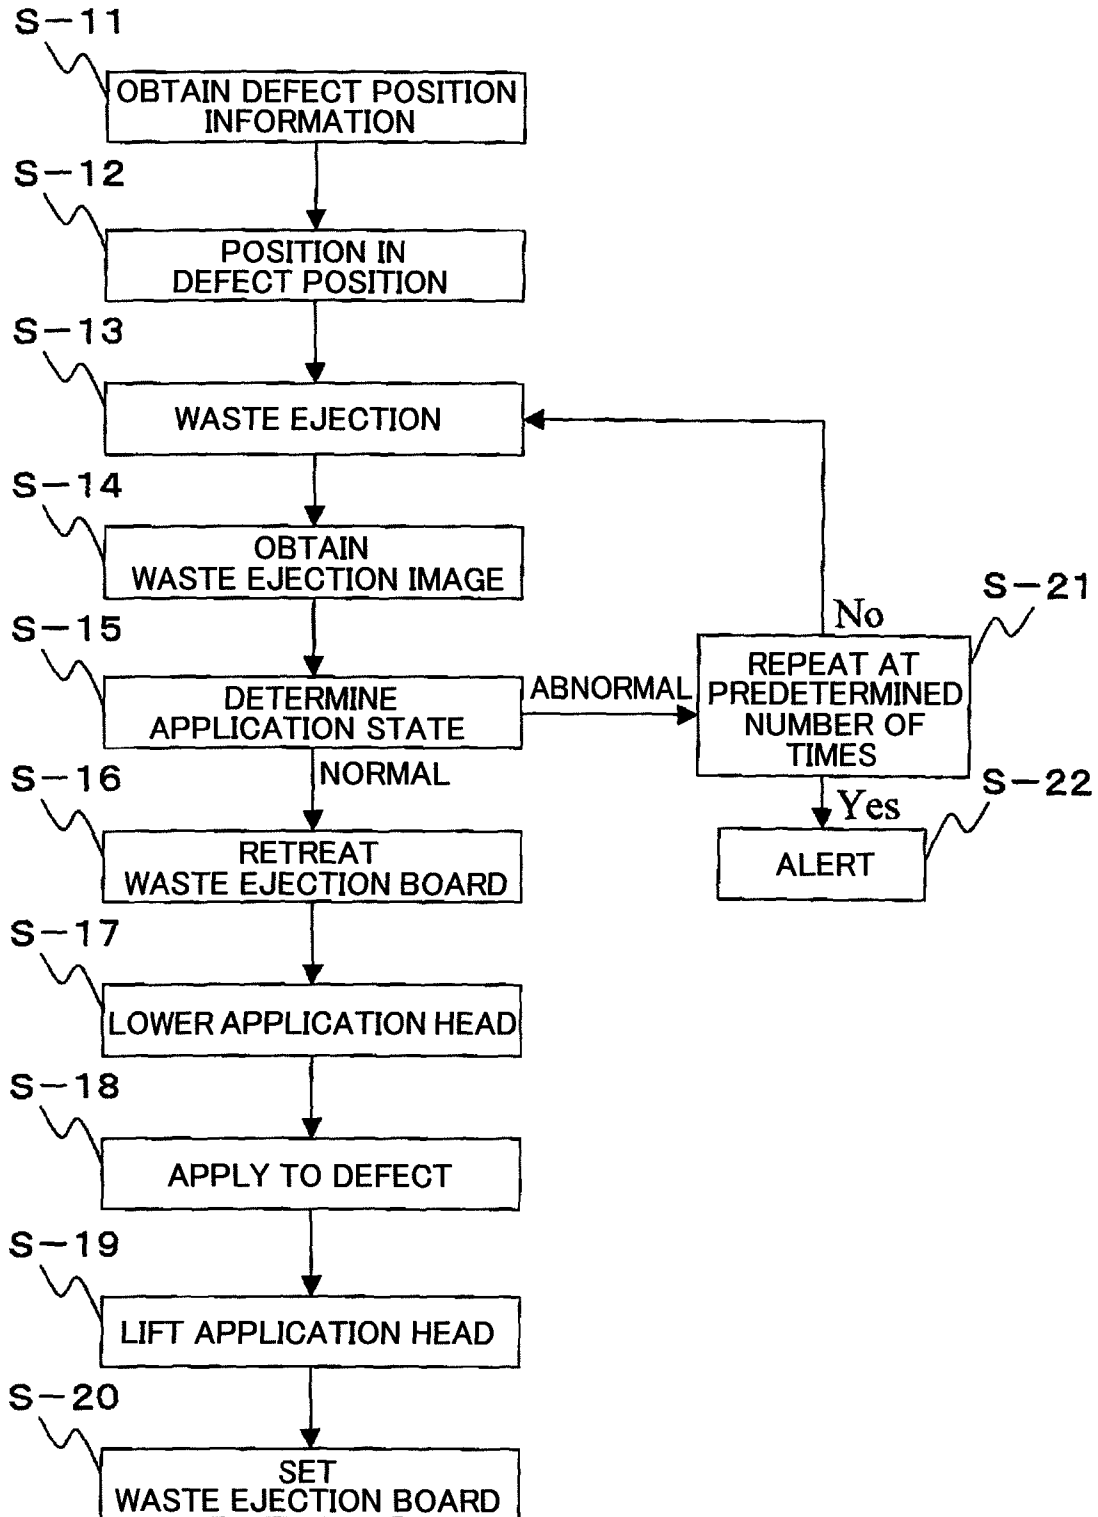 S-11
OBTAIN DEFECT POSITION
INFORMATION
S-12
POSITION IN
DEFECT POSITION
S-13
WASTE EJECTION
S-14
OBTAIN
WASTE EJECTION IMAGE
S-15
DETERMINE
APPLICATION STATE
ABNORMAL
S-21
No
REPEAT AT
PREDETERMINED
NUMBER OF
TIMES
Yes
S-22
ALERT
NORMAL
S-16
RETREAT
WASTE EJECTION BOARD
S-17
LOWER APPLICATION HEAD
S-18
APPLY TO DEFECT
S-19
LIFT APPLICATION HEAD
S-20
SET
WASTE EJECTION BOARD